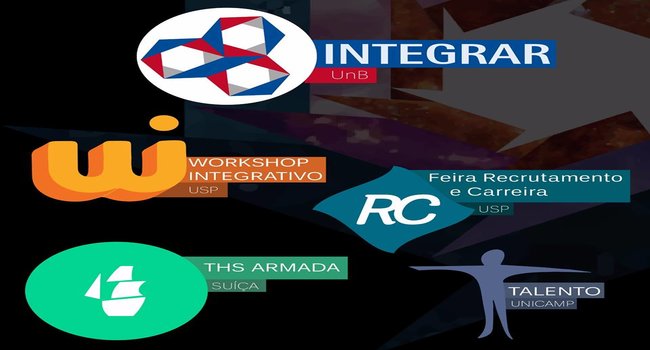 INTEGRAR
UnB
WORKSHOP
INTEGRATIVO
USP
Feira Recrutamento
e Carreira
RC
USP
THS ARMADA
SUÍÇA
TALENTO
UNICAMP